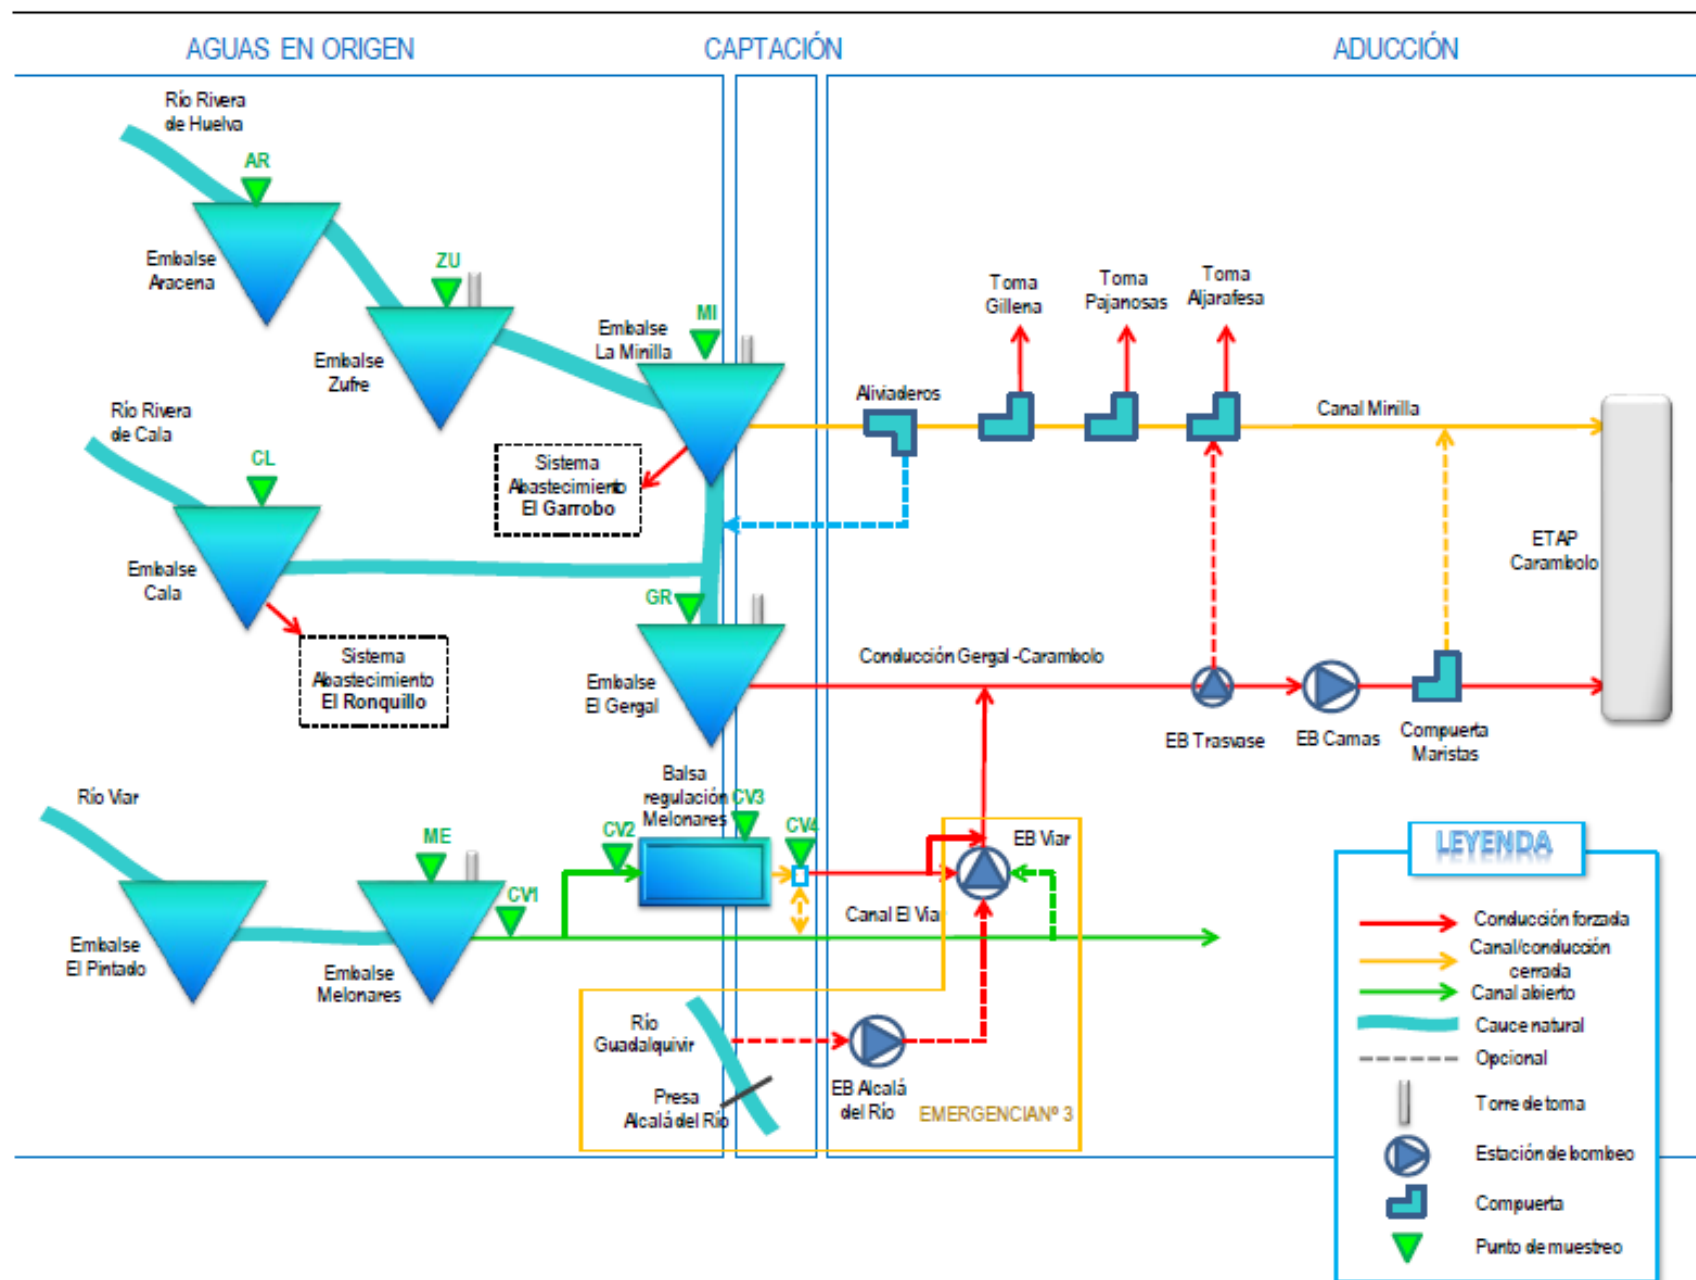 AGUAS EN ORIGEN
CAPTACIÓN
ADUCCIÓN
Río Rivera
de Huelva
AR
Embalse
Aracena
ZU
Embalse
Zufre
MI
Embalse
La Minilla
Toma
Gillena
Toma
Pajanosas
Toma
Aljarafesa
Aliviaderos
Canal Minilla
Río Rivera
de Cala
CL
Embalse
Cala
Sistema
Abastecimiento
El Garrobo
ETAP
Carambolo
GR
Embalse
El Gergal
Sistema
Abastecimiento
El Ronquillo
Conducción Gergal -Carambolo
EB Trasvase
EB Camas
Compuerta
Maristas
Río Viar
ME
CV1
Embalse
El Pintado
Embalse
Melonares
Balsa
regulación
Melonares
CV2
CV3
CV4
EB Viar
Canal El Viar
Río
Guadalquivir
Presa
Alcalá del Río
EB Alcalá
del Río
EMERGENCIA Nº 3
LEYENDA
Conducción forzada
Canal/conducción
cerrada
Canal abierto
Cauce natural
Opcional
Torre de toma
Estación de bombeo
Compuerta
Punto de muestreo